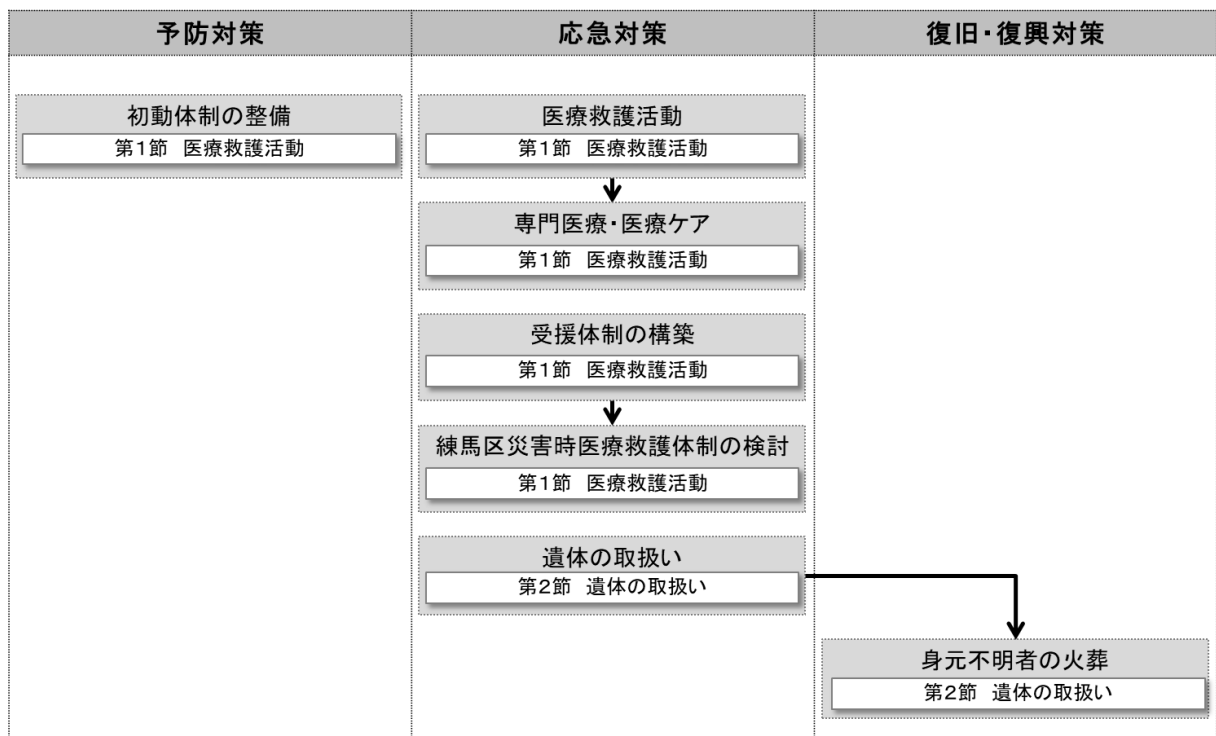 予防対策
応急対策
復旧・復興対策
初動体制の整備
第1節 医療救護活動
医療救護活動
第1節 医療救護活動
専門医療・医療ケア
第1節 医療救護活動
受援体制の構築
第1節 医療救護活動
練馬区災害時医療救護体制の検討
第1節 医療救護活動
遺体の取扱い
第2節 遺体の取扱い
身元不明者の火葬
第2節 遺体の取扱い